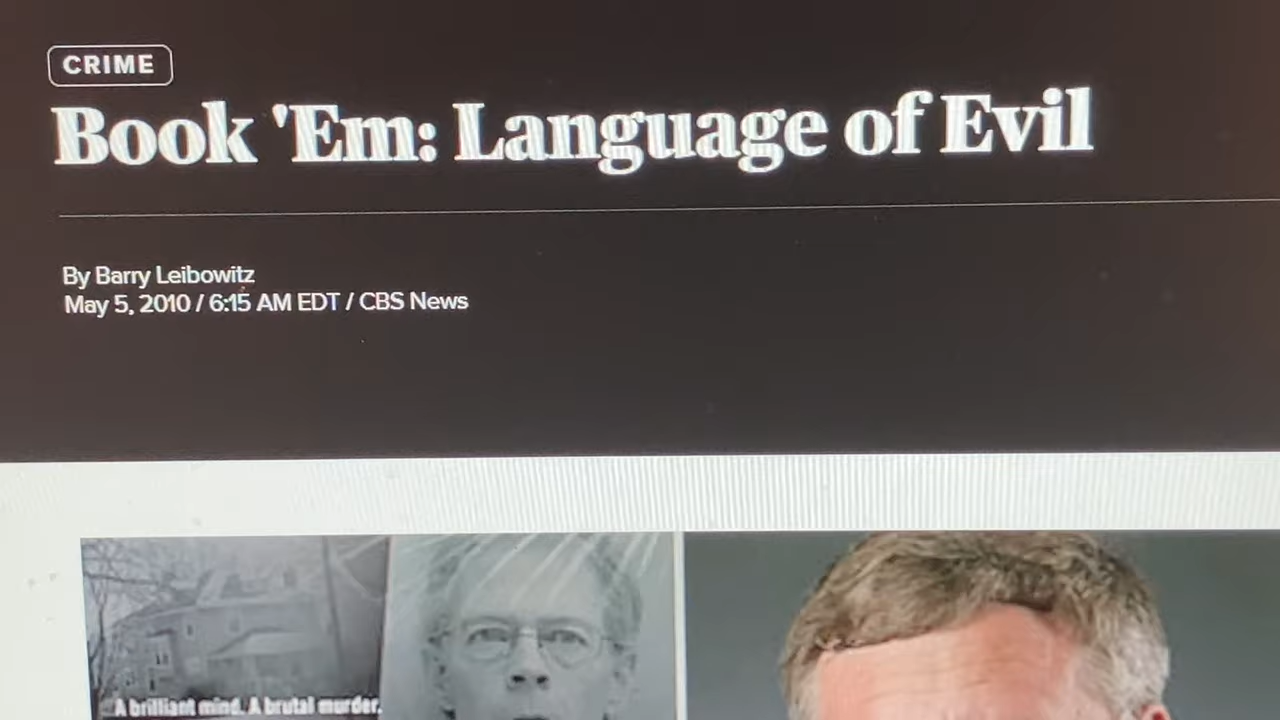 CRIME
Book 'Em: Language of Evil
By Barry Leibowitz
May 5, 2010 / 6:15 AM EDT / CBS News
A brilliant mind. A brutal murder.